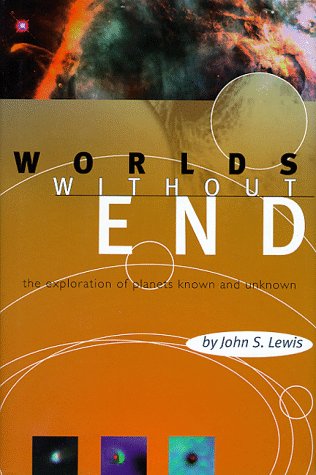 WORLDS
WITHOUT
END
the exploration of planets known and unknown
by John S. Lewis